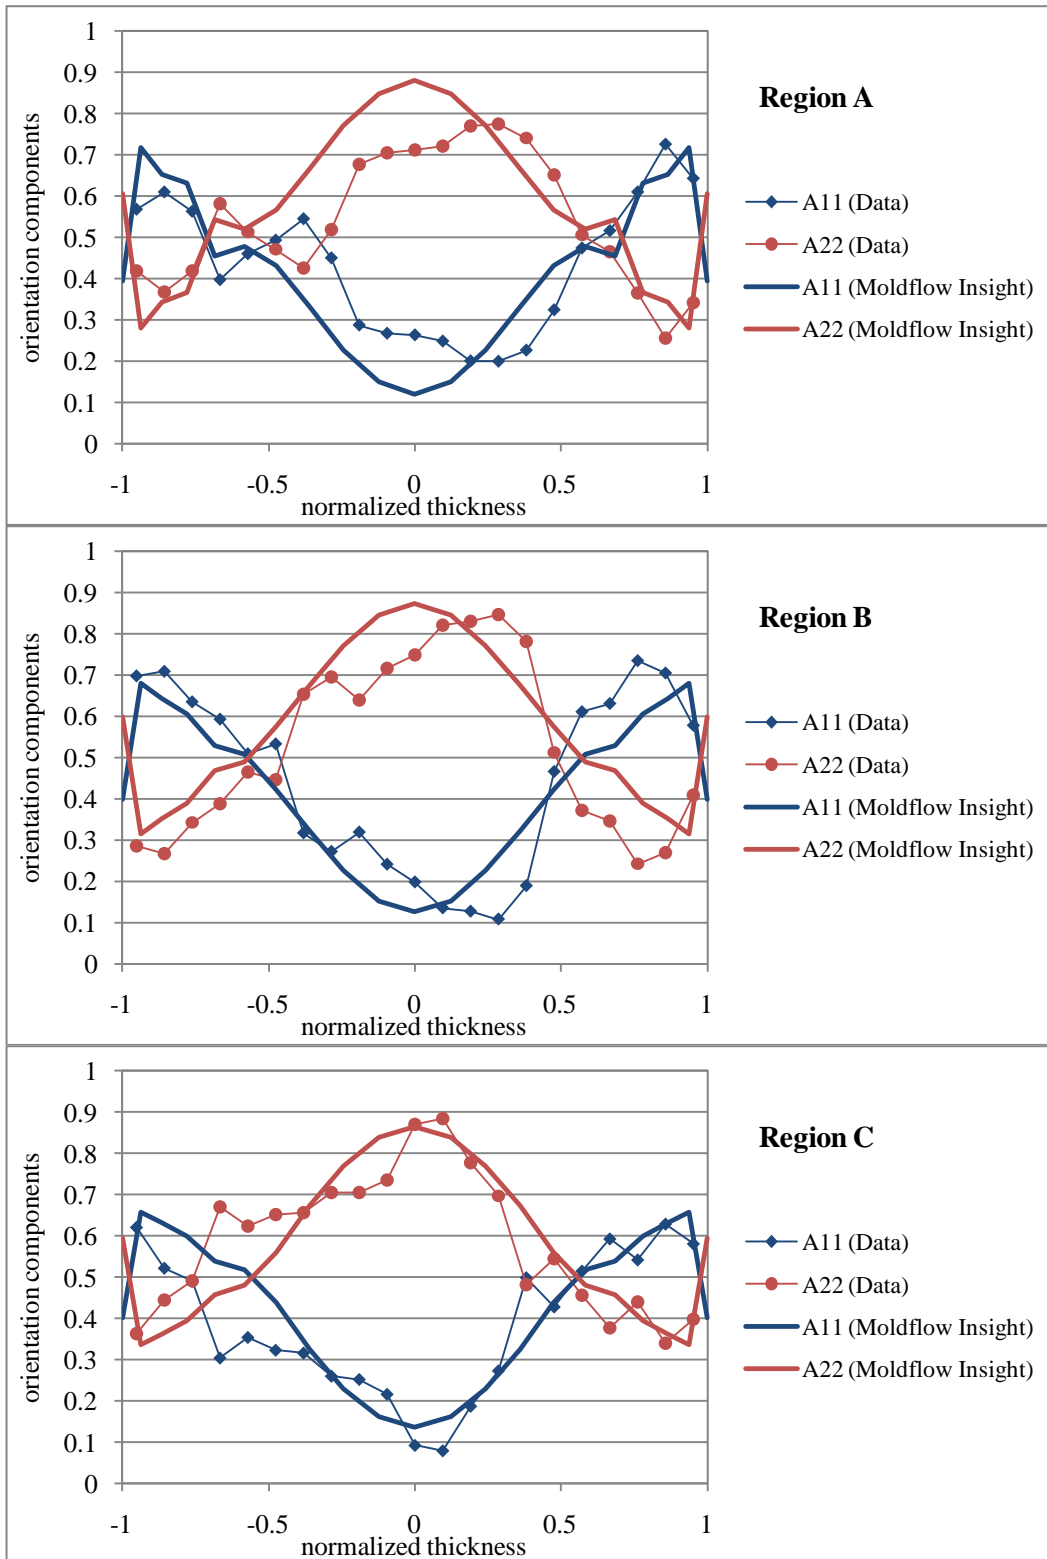 1
0.9
0.8
0.7
0.6
0.5
0.4
0.3
0.2
0.1
0
orientation components
-1
-0.5
0
0.5
1
normalized thickness
Region A
A11 (Data)
A22 (Data)
A11 (Moldflow Insight)
A22 (Moldflow Insight)
1
0.9
0.8
0.7
0.6
0.5
0.4
0.3
0.2
0.1
0
orientation components
-1
-0.5
0
0.5
1
normalized thickness
Region B
A11 (Data)
A22 (Data)
A11 (Moldflow Insight)
A22 (Moldflow Insight)
1
0.9
0.8
0.7
0.6
0.5
0.4
0.3
0.2
0.1
0
orientation components
-1
-0.5
0
0.5
1
normalized thickness
Region C
A11 (Data)
A22 (Data)
A11 (Moldflow Insight)
A22 (Moldflow Insight)